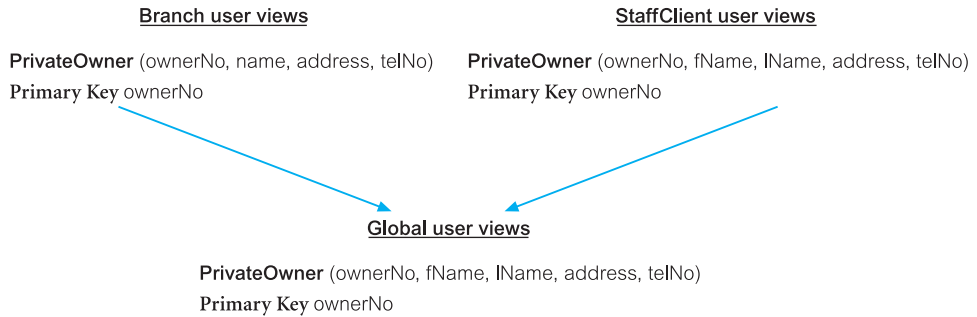 Branch user views
PrivateOwner (ownerNo, name, address, telNo)
Primary Key ownerNo
StaffClient user views
PrivateOwner (ownerNo, fName, lName, address, telNo)
Primary Key ownerNo
Global user views
PrivateOwner (ownerNo, fName, lName, address, telNo)
Primary Key ownerNo